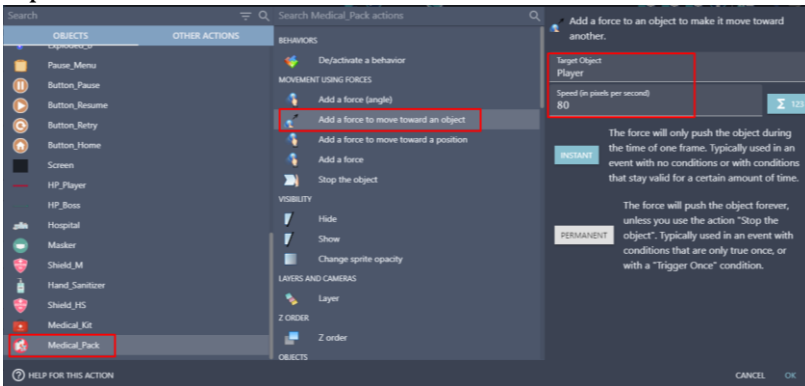 Search
OBJECTS
OTHER ACTIONS
Exploded_B
Pause_Menu
Button_Pause
Button_Resume
Button_Retry
Button_Home
Screen
HP_Player
HP_Boss
Hospital
Masker
Shield_M
Hand_Sanitizer
Shield_HS
Medical_Kit
Medical_Pack
HELP FOR THIS ACTION
Search Medical_Pack actions
BEHAVIORS
De/activate a behavior
MOVEMENT USING FORCES
Add a force (angle)
Add a force to move toward an object
Add a force to move toward a position
Add a force
Stop the object
VISIBILITY
Hide
Show
Change sprite opacity
LAYERS AND CAMERAS
Layer
Z ORDER
Z order
OBJECTS
Add a force to an object to make it move toward
another.
Target Object
Player
Speed (in pixels per second)
80
Σ 123
INSTANT
The force will only push the object during
the time of one frame. Typically used in an
event with no conditions or with conditions
that stay valid for a certain amount of time.
PERMANENT
The force will push the object forever,
unless you use the action "Stop the
object". Typically used in an event with
conditions that are only true once, or
with a "Trigger Once" condition.
CANCEL
OK